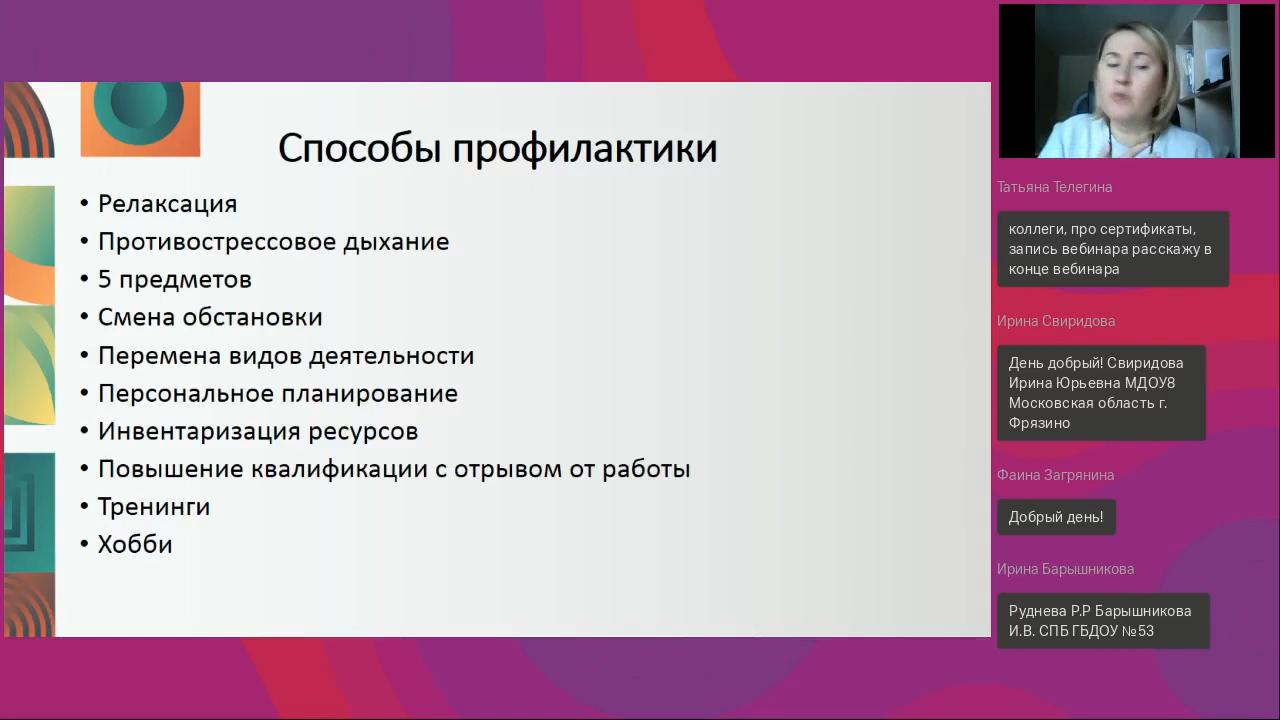 Способы профилактики
• Релаксация
• Противострессовое дыхание
• 5 предметов
• Смена обстановки
• Перемена видов деятельности
• Персональное планирование
• Инвентаризация ресурсов
• Повышение квалификации с отрывом от работы
• Тренинги
• Хобби
Татьяна Телегина
коллеги, про сертификаты,
запись вебинара расскажу в
конце вебинара
Ирина Свиридова
День добрый! Свиридова
Ирина Юрьевна МДОУ8
Московская область г.
Фрязино
Фаина Загрянина
Добрый день!
Ирина Барышникова
Руднева Р.Р Барышникова
И.В. СПБ ГБДОУ №53